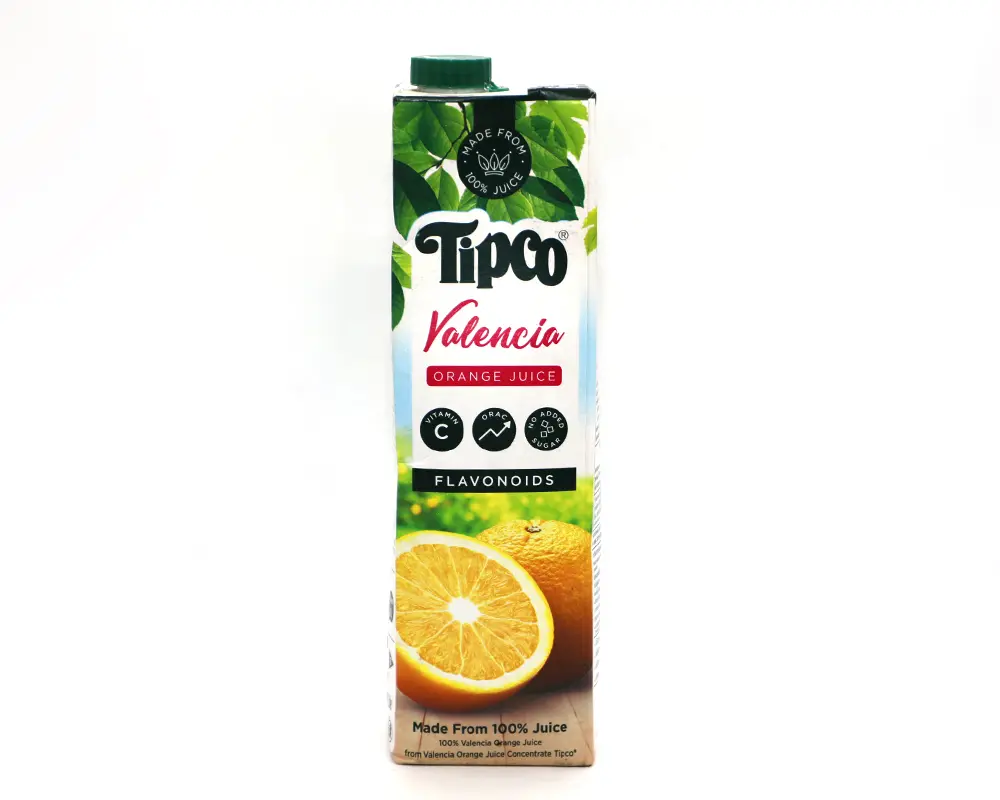 MADE FROM
100% JUICE
Tipco®
Valencia
ORANGE JUICE
VITAMIN
C
ORAC
NO ADDED
SUGAR
FLAVONOIDS
Made From 100% Juice
100% Valencia Orange Juice
from Valencia Orange Juice Concentrate Tipco®